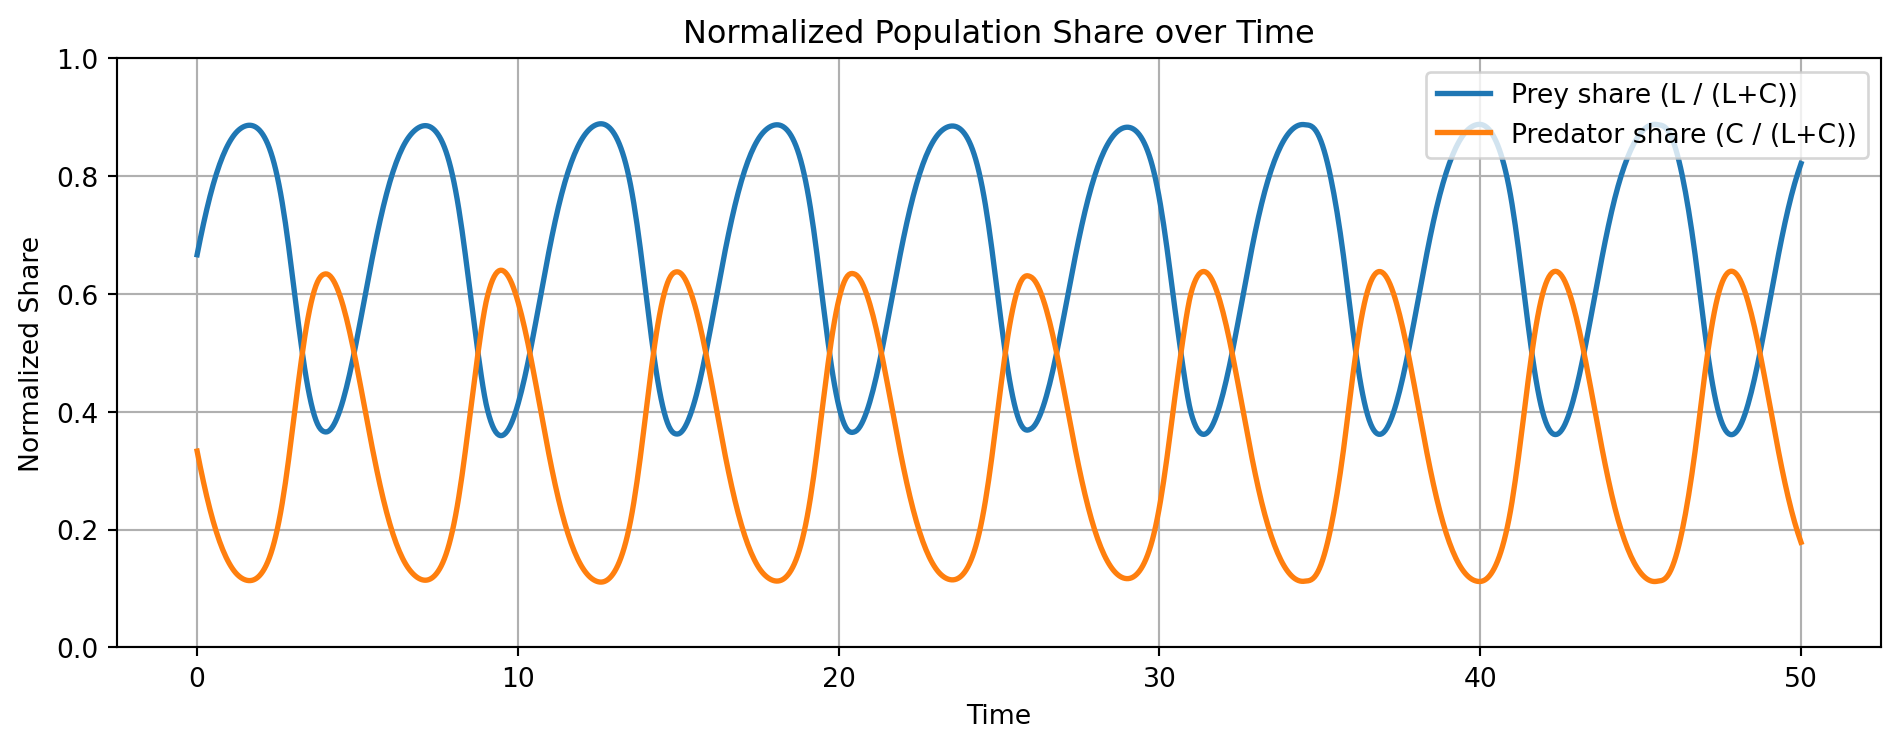 Normalized Population Share over Time
1.0
0.8
0.6
0.4
0.2
0.0
Normalized Share
Prey share (L / (L+C))
Predator share (C / (L+C))
0 10 20 30 40 50
Time